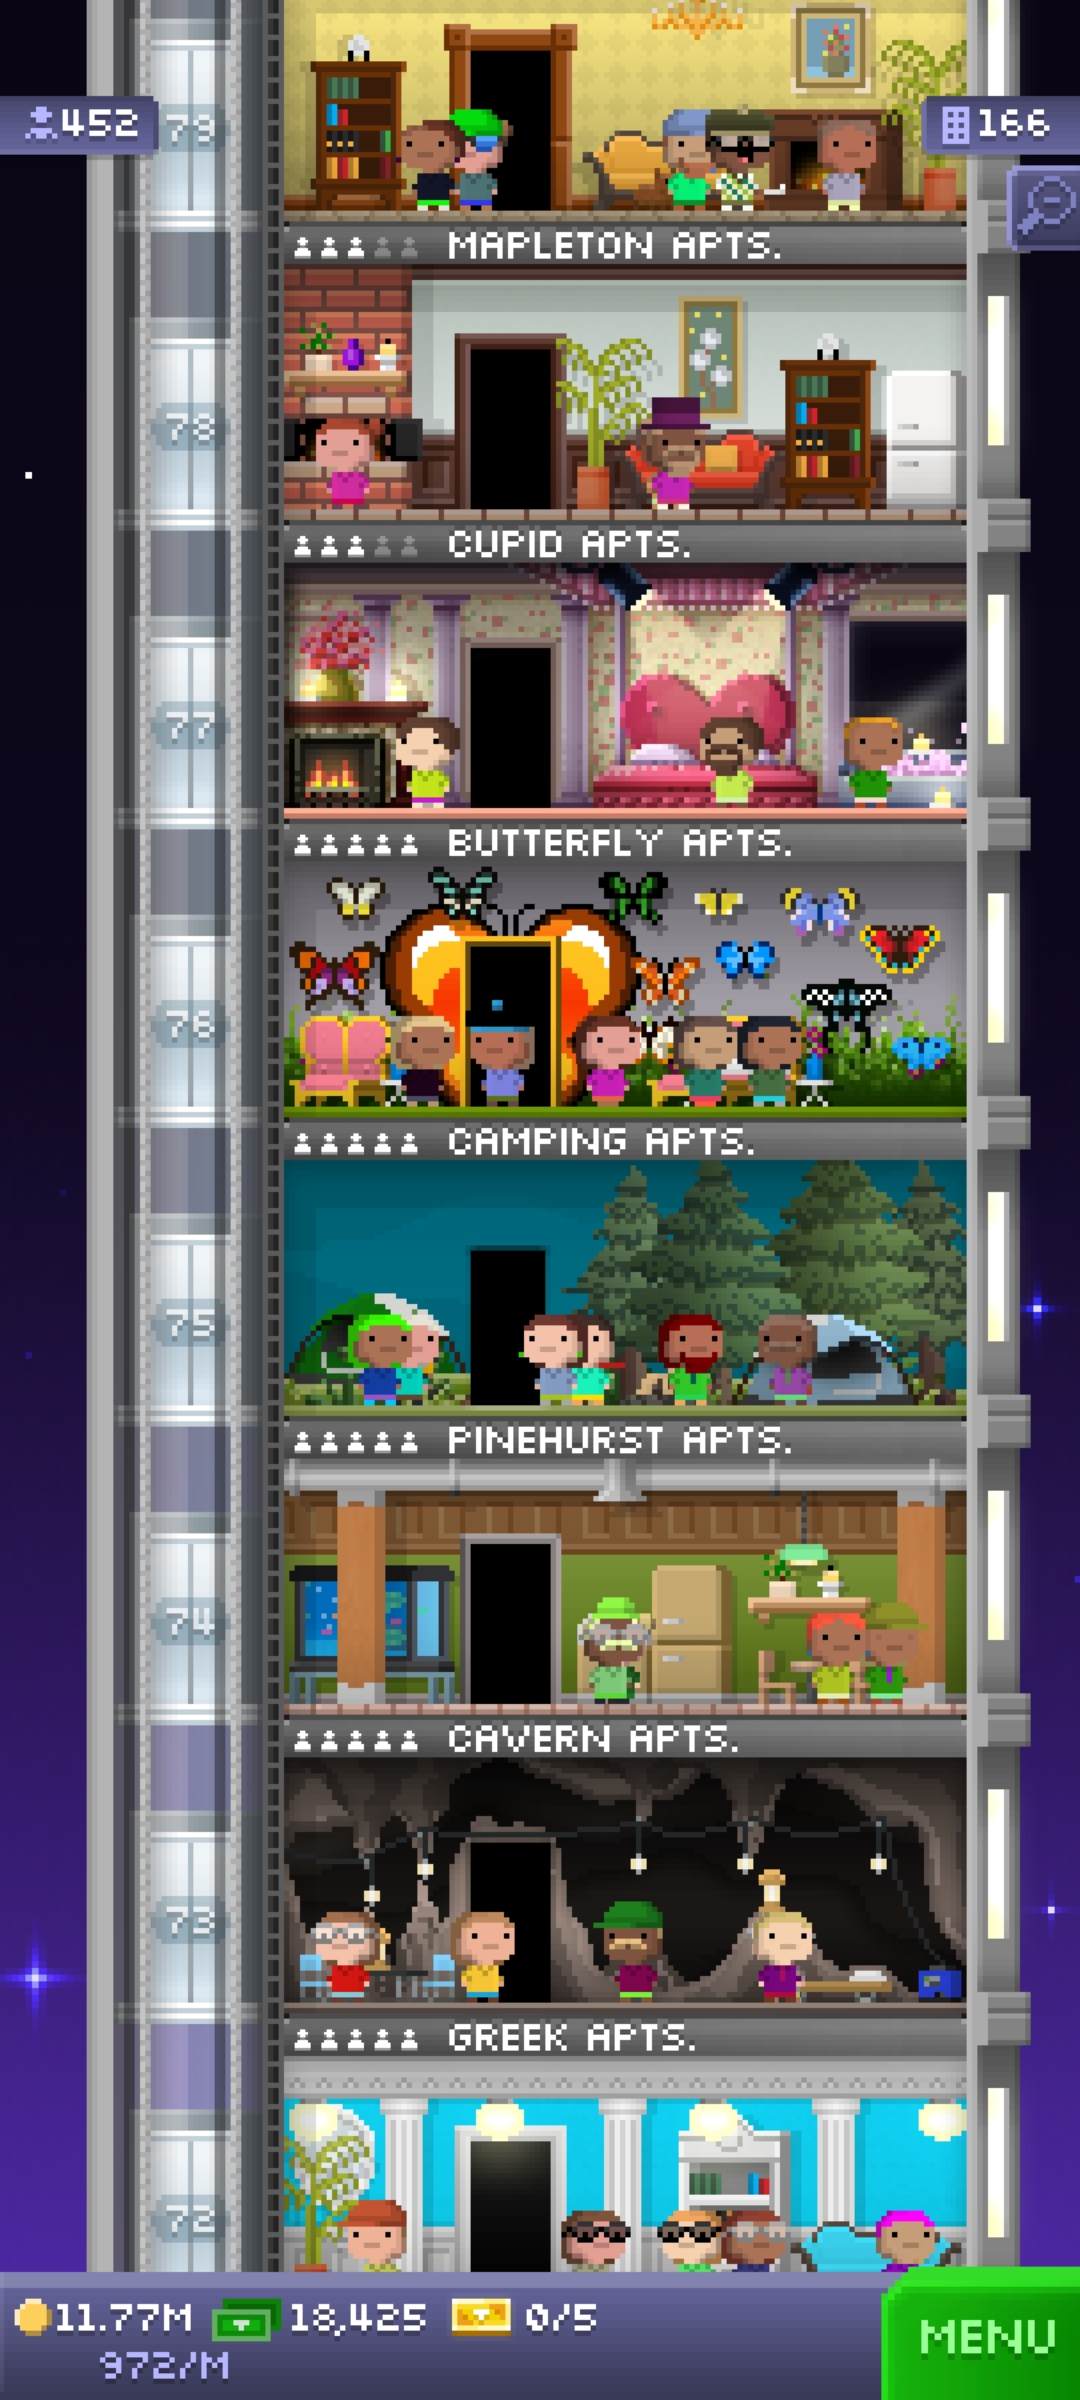 79
452
166
MAPLETON APTS.
78
CUPID APTS.
77
BUTTERFLY APTS.
76
CAMPING APTS.
75
PINEHURST APTS.
74
CAVERN APTS.
73
GREEK APTS.
72
11.77M 18,425 0/5
972/M
MENU